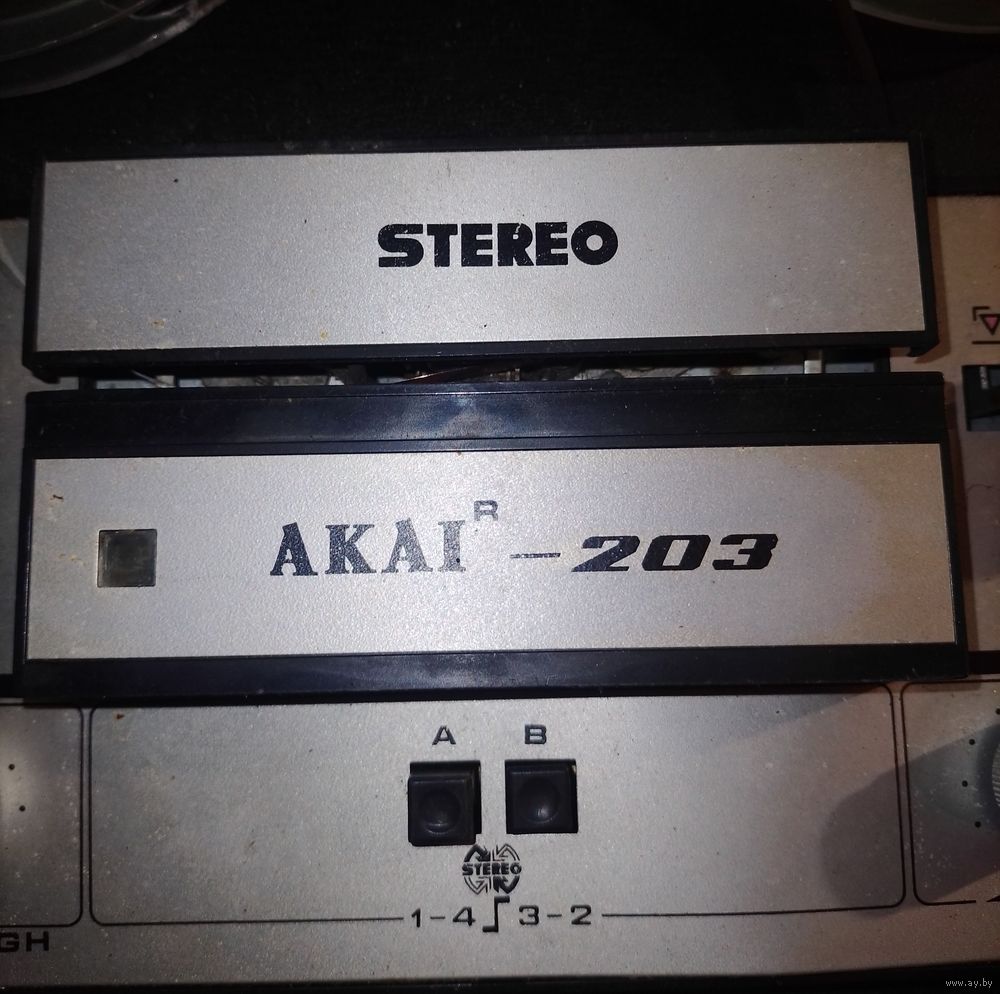 STEREO
AKAI R - 203
A B
STEREO
1-4 3-2
GH
www.ay.by